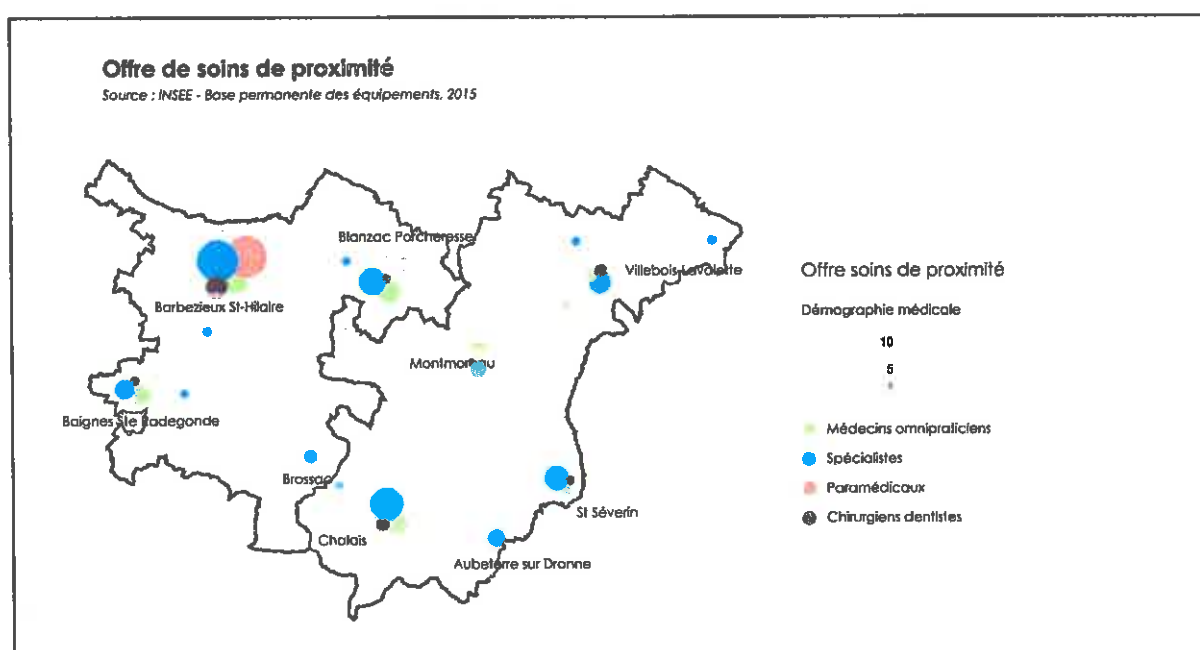 Offre de soins de proximité
Source : INSEE - Base permanente des équipements, 2015
Blanzac Porcheresse
Villebois Lavalette
Barbezieux St-Hilaire
Montmoreau
Baignes Ste Radegonde
Brossac
St Séverin
Chalais
Aubeterre sur Dronne
Offre soins de proximité
Démographie médicale
10
5
Médecins omnipraticiens
Spécialistes
Paramédicaux
Chirurgiens dentistes